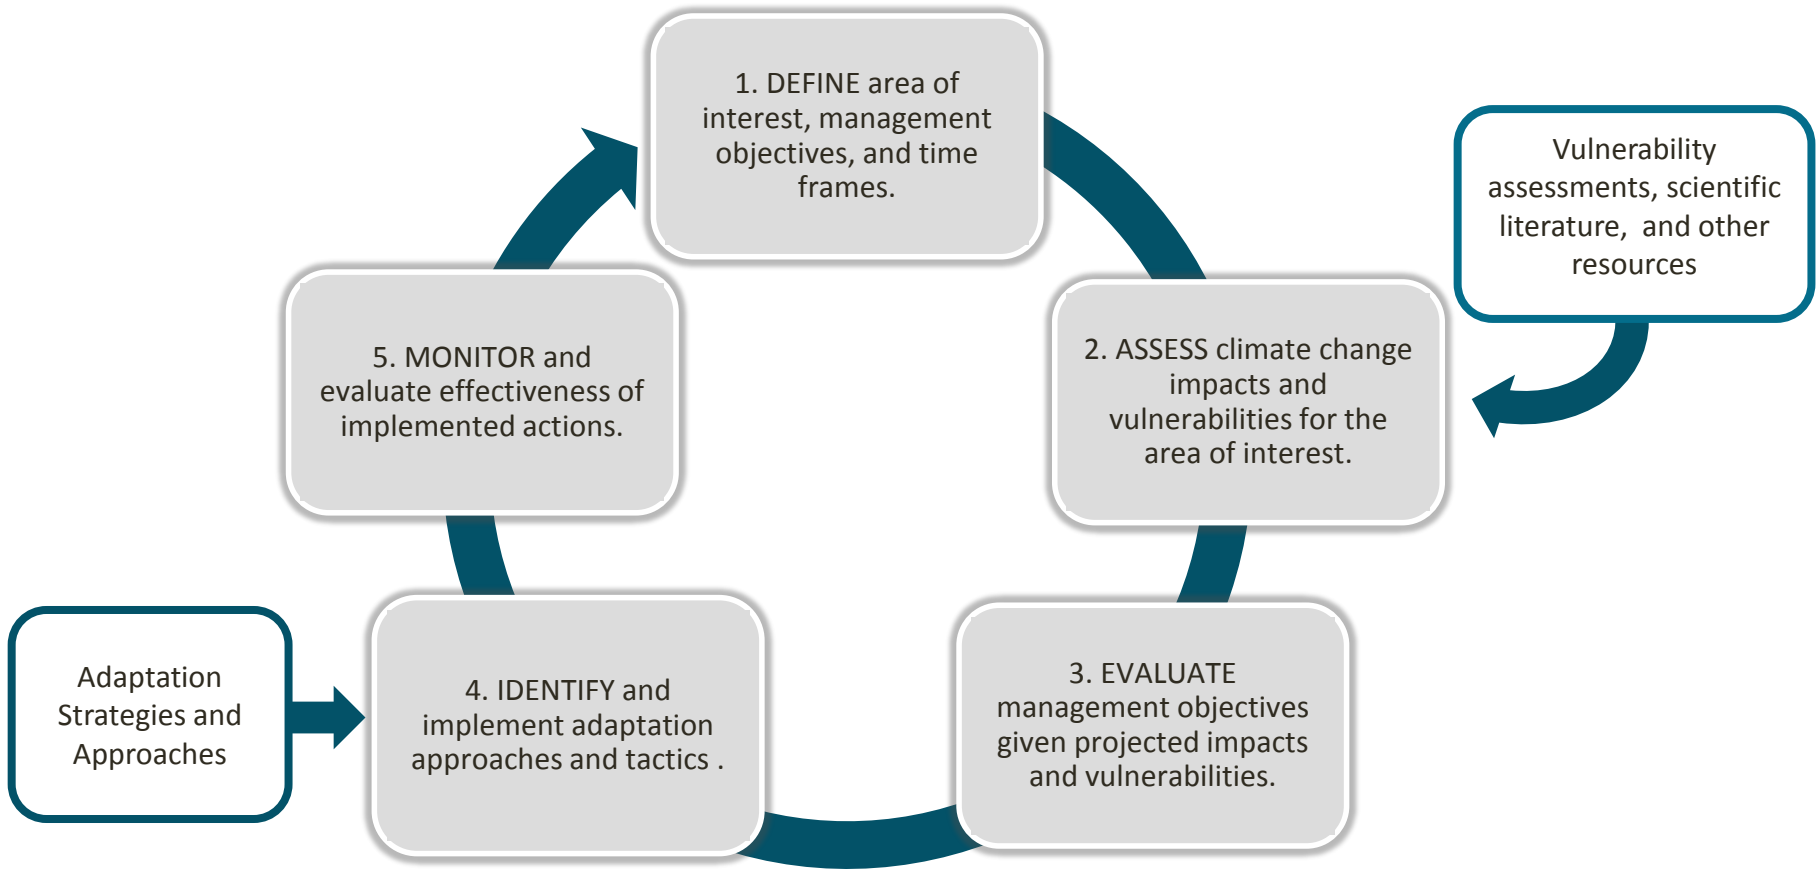 1. DEFINE area of
interest, management
objectives, and time
frames.
Vulnerability
assessments, scientific
literature,  and other
resources
2. ASSESS climate change
impacts and
vulnerabilities for the
area of interest.
3. EVALUATE
management objectives
given projected impacts
and vulnerabilities.
4. IDENTIFY and
implement adaptation
approaches and tactics .
Adaptation
Strategies and
Approaches
5. MONITOR and
evaluate effectiveness of
implemented actions.